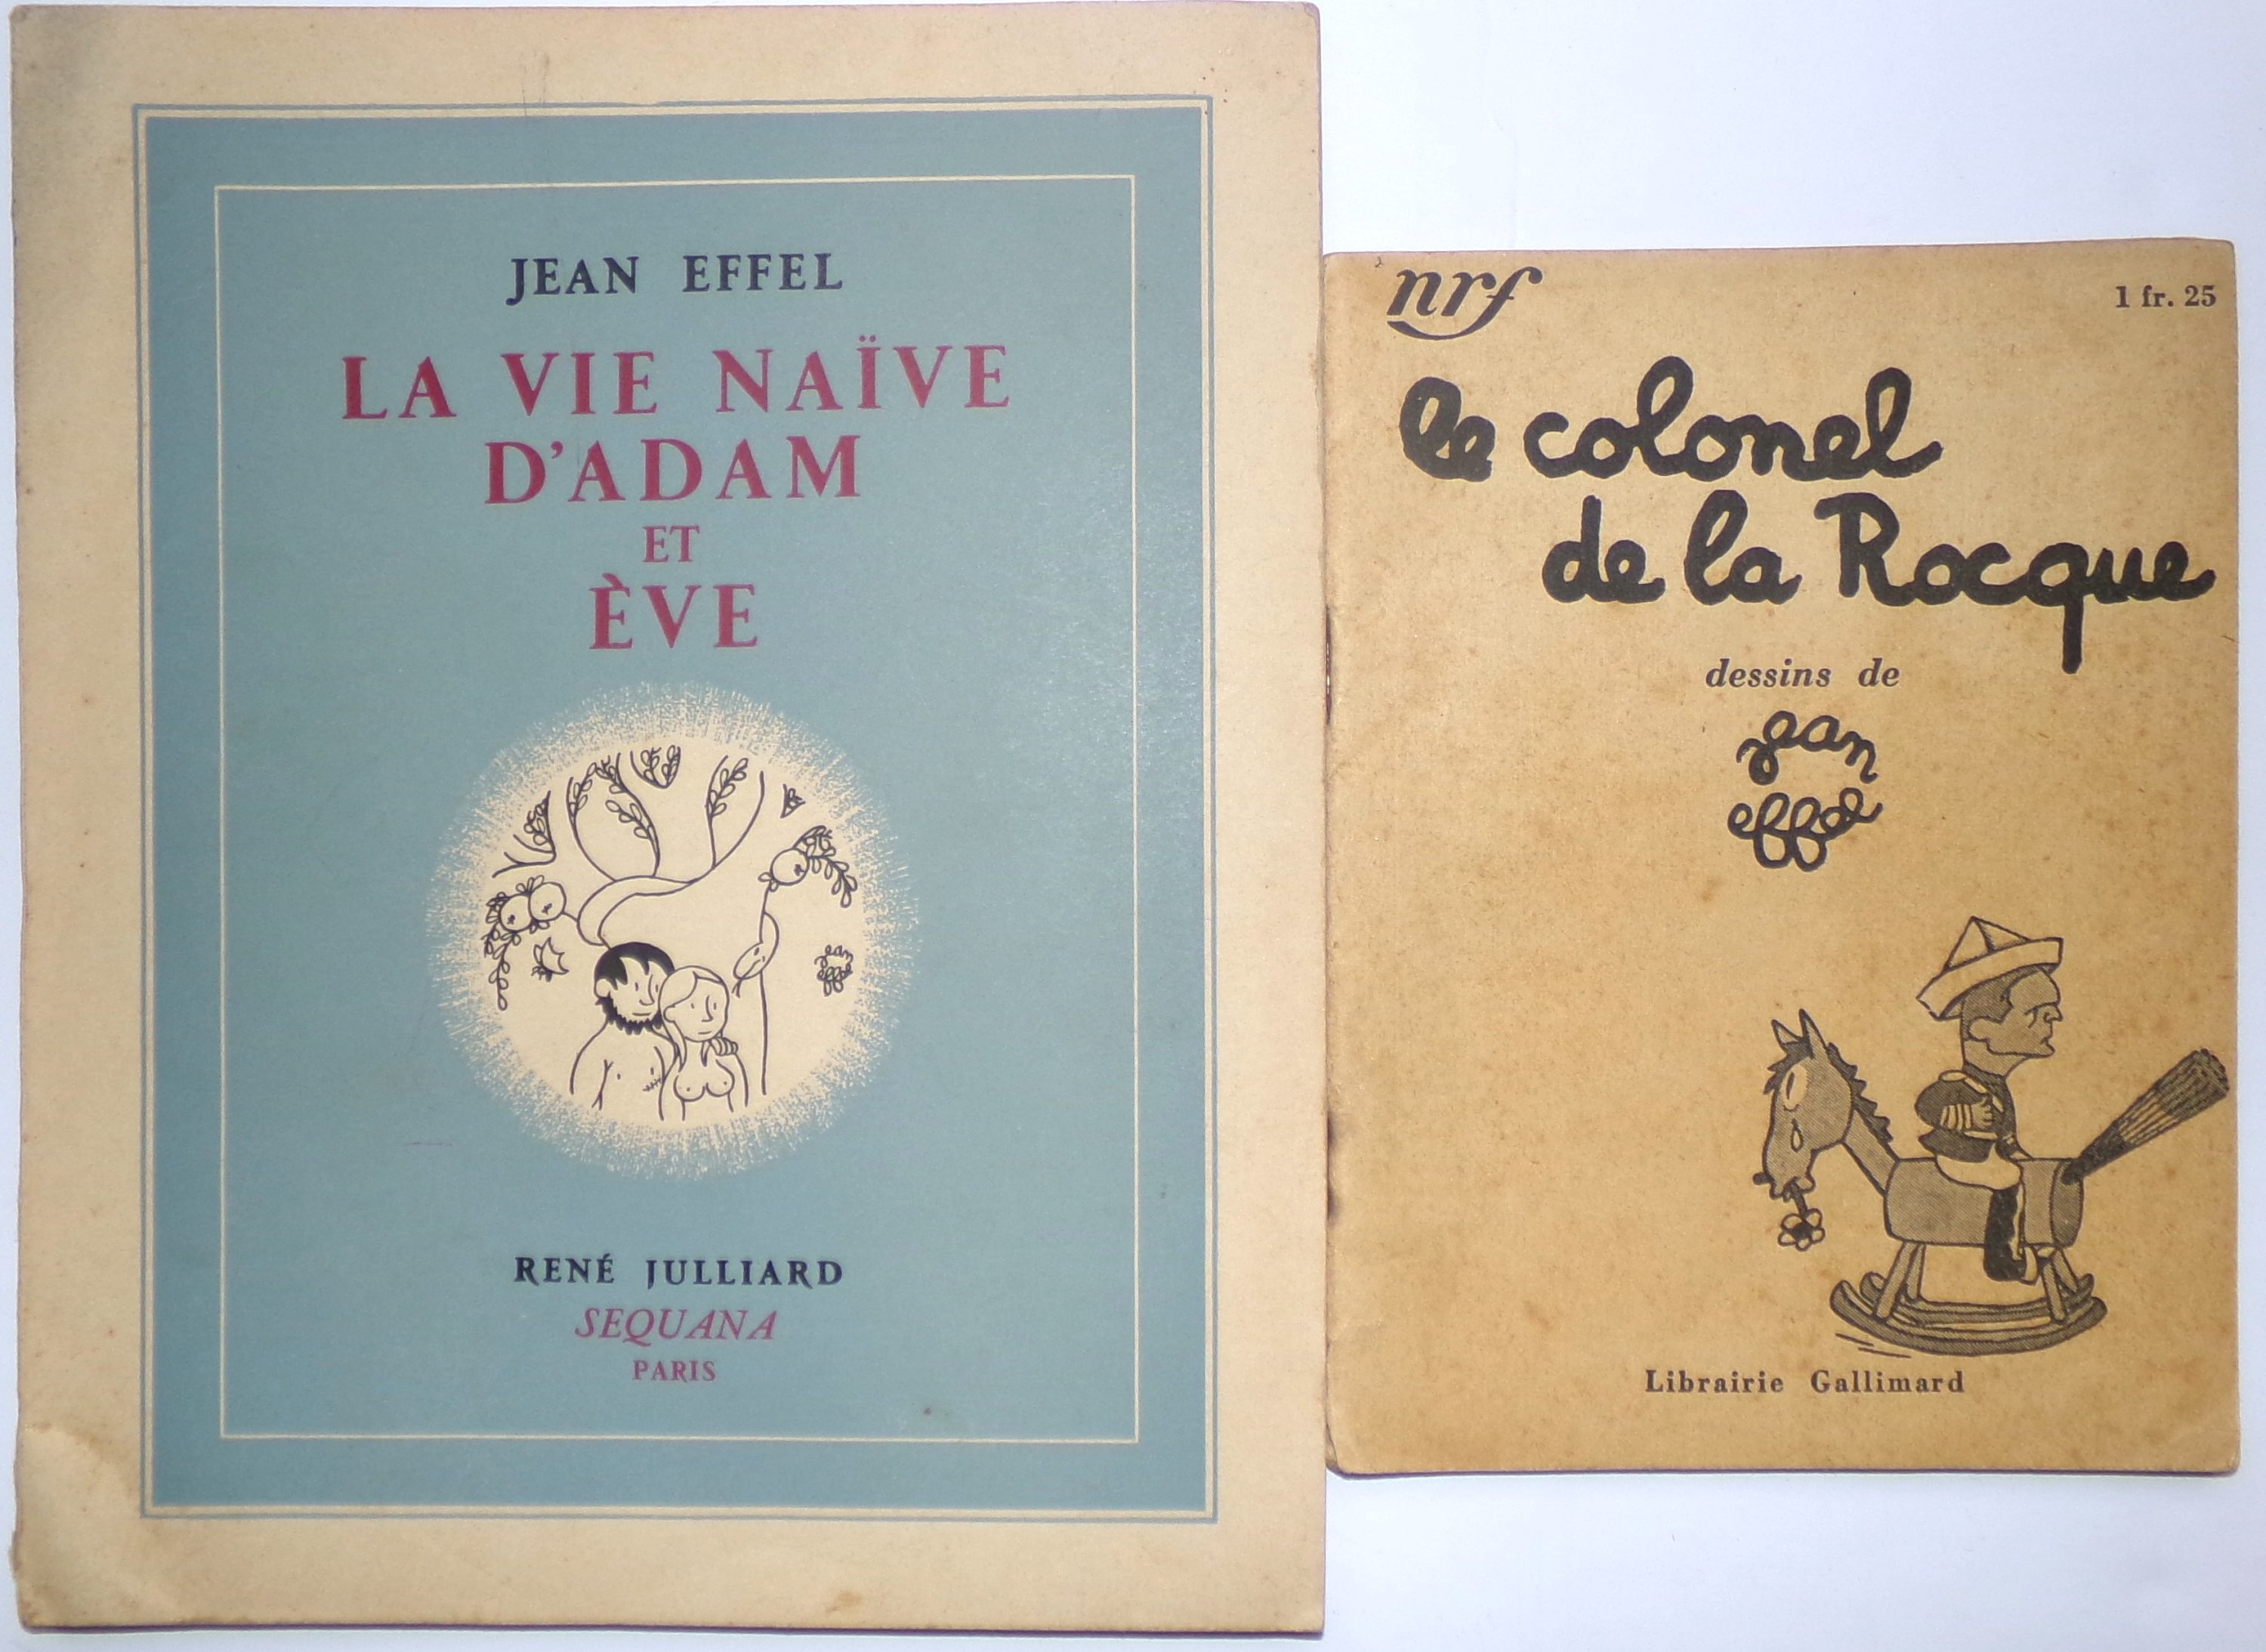 JEAN EFFEL
LA VIE NAÏVE
D'ADAM
ET
ÈVE
RENÉ JULLIARD
SEQUANA
PARIS
nrf
1 fr. 25
le colonel
de la Rocque
dessins de
jean
effel
Librairie Gallimard